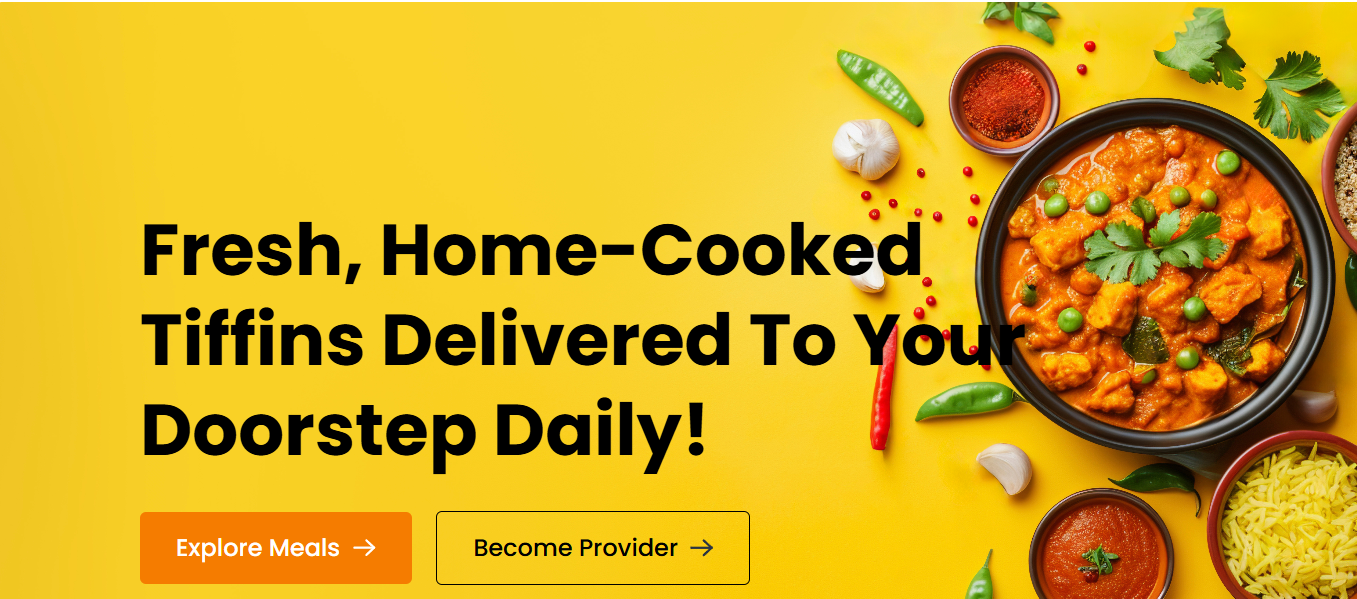 Fresh, Home-Cooked
Tiffins Delivered To Your
Doorstep Daily!
Explore Meals →
Become Provider →